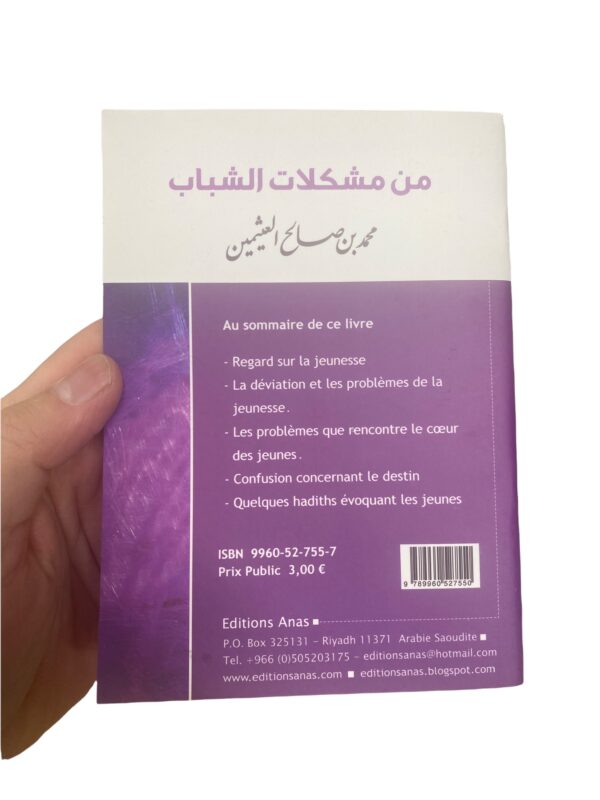 من مشكلات الشباب
محمد بن صالح العثيمين
Au sommaire de ce livre
- Regard sur la jeunesse
- La déviation et les problèmes de la
jeunesse.
- Les problèmes que rencontre le cœur
des jeunes.
- Confusion concernant le destin
- Quelques hadiths évoquant les jeunes
ISBN 9960-52-755-7
Prix Public 3,00 €
9 789960 527550
Editions Anas
P.O. Box 325131 – Riyadh 11371 Arabie Saoudite
Tel. +966 (0)505203175 – editionsanas@hotmail.com
www.editionsanas.com ■ editionsanas.blogspot.com